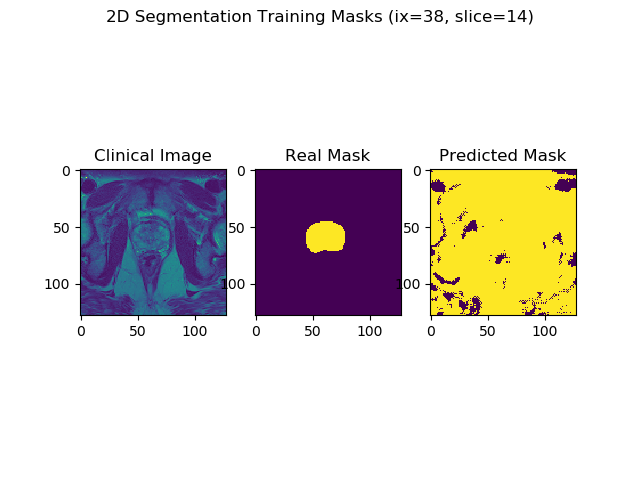 2D Segmentation Training Masks (ix=38, slice=14)
Clinical Image Real Mask Predicted Mask
0 0 0
50 50 50
100 100 100
0 50 100 0 50 100 0 50 100